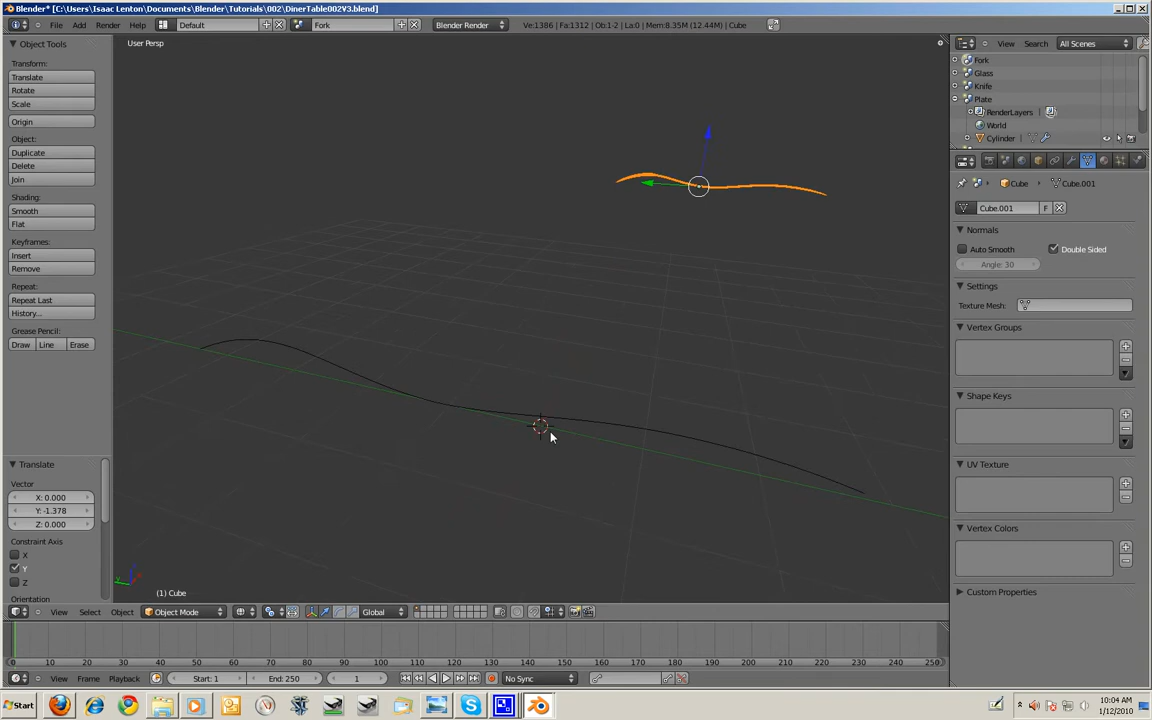 Blender* [C:\Users\Isaac Lenton\Documents\Blender\Tutorials\002\DinerTable002V3.blend]
File Add Render Help Default Fork Blender Render Ve:1386 | Fa:1312 | Ob:1-2 | La:0 | Mem:8.35M (12.44M) | Cube
Object Tools
Transform:
Translate
Rotate
Scale
Origin
Object:
Duplicate
Delete
Join
Shading:
Smooth
Flat
Keyframes:
Insert
Remove
Repeat:
Repeat Last
History...
Grease Pencil:
Draw Line Erase
Translate
Vector
X: 0.000
Y: -1.378
Z: 0.000
Constraint Axis
X
Y
Z
Orientation
User Persp
(1) Cube
View Select Object Object Mode Global
View Search All Scenes
Fork
Glass
Knife
Plate
RenderLayers
World
Cylinder
Cube Cube.001
Cube.001 F
Normals
Auto Smooth Double Sided
Angle: 30
Settings
Texture Mesh:
Vertex Groups
Shape Keys
UV Texture
Vertex Colors
Custom Properties
0 10 20 30 40 50 60 70 80 90 100 110 120 130 140 150 160 170 180 190 200 210 220 230 240 250
View Frame Playback Start: 1 End: 250 1 No Sync
Start
10:04 AM
1/12/2010